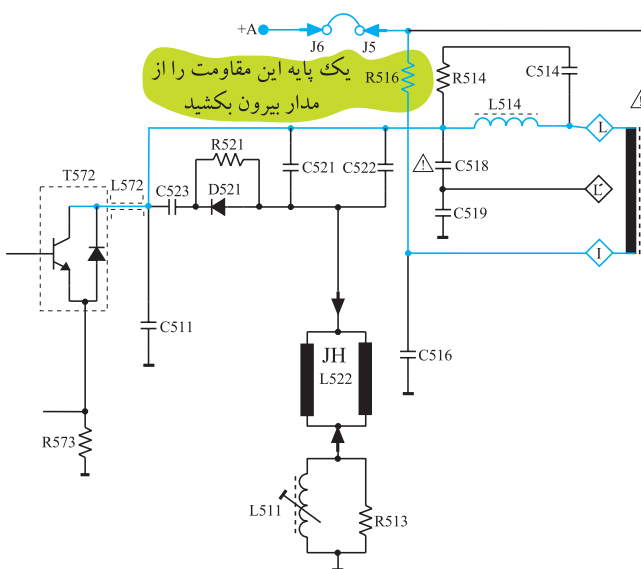 +A
J6 J5
یک پایه این مقاومت را از
مدار بیرون بکشید
R516
R514
C514
L514
L
R521
C521
C522
C518
T572
L572
C523
D521
L'
C519
I
C511
JH
L522
C516
R573
L511
R513